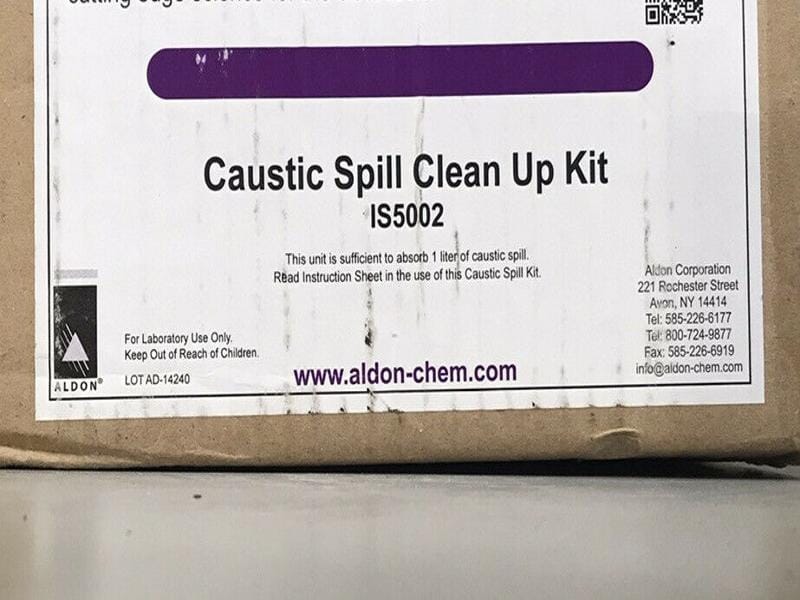 Caustic Spill Clean Up Kit
IS5002
This unit is sufficient to absorb 1 liter of caustic spill.
Read Instruction Sheet in the use of this Caustic Spill Kit.
Aldon Corporation
221 Rochester Street
Avon, NY 14414
Tel: 585-226-6177
Tel: 800-724-9877
Fax: 585-226-6919
info@aldon-chem.com
For Laboratory Use Only.
Keep Out of Reach of Children.
ALDON®
LOT AD-14240
www.aldon-chem.com